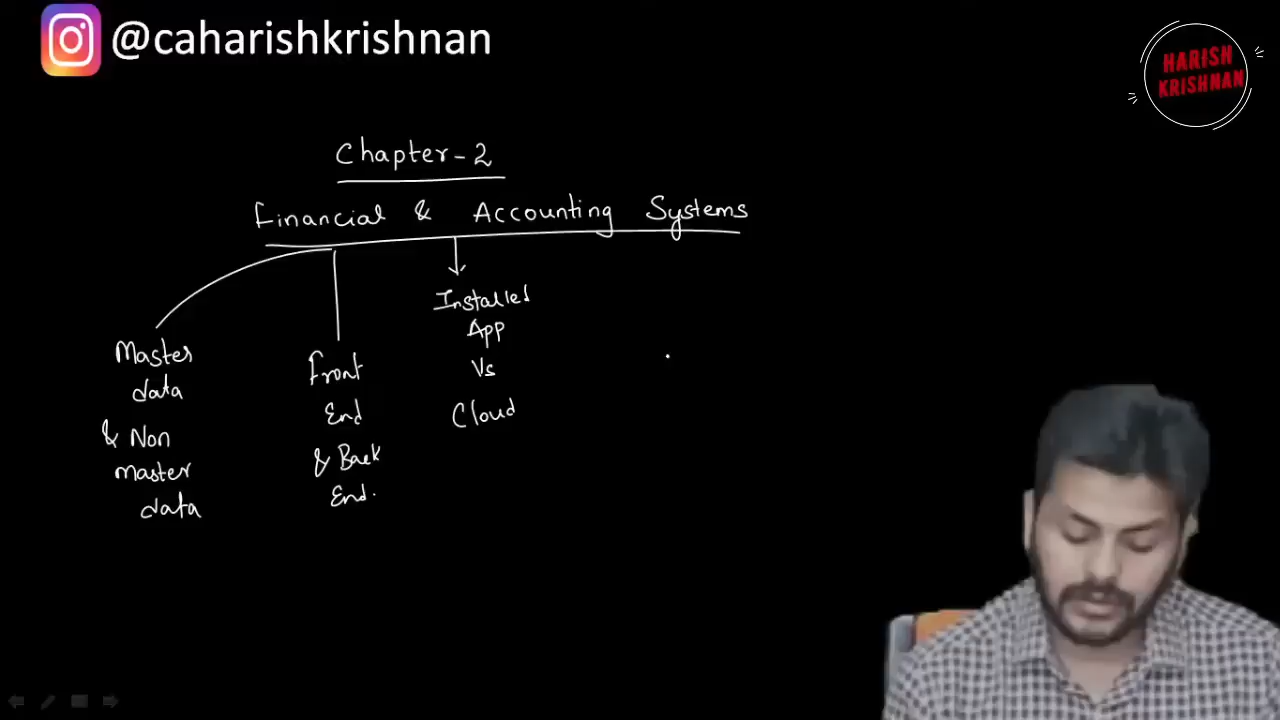 @caharishkrishnan
HARISH
KRISHNAN
Chapter-2
Financial & Accounting Systems
Master
data
& Non
master
data
Front
End
& Back
End.
Installed
App
Vs
Cloud